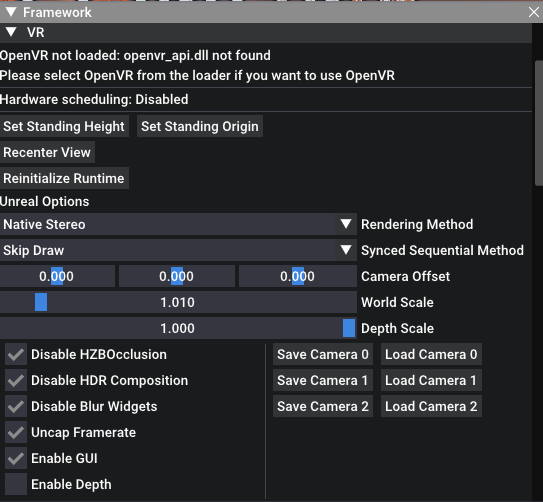 Framework
VR
OpenVR not loaded: openvr_api.dll not found
Please select OpenVR from the loader if you want to use OpenVR
Hardware scheduling: Disabled
Set Standing Height Set Standing Origin
Recenter View
Reinitialize Runtime
Unreal Options
Native Stereo Rendering Method
Skip Draw Synced Sequential Method
0.000 0.000 0.000 Camera Offset
1.010 World Scale
1.000 Depth Scale
Disable HZBOcclusion Save Camera 0 Load Camera 0
Disable HDR Composition Save Camera 1 Load Camera 1
Disable Blur Widgets Save Camera 2 Load Camera 2
Uncap Framerate
Enable GUI
Enable Depth